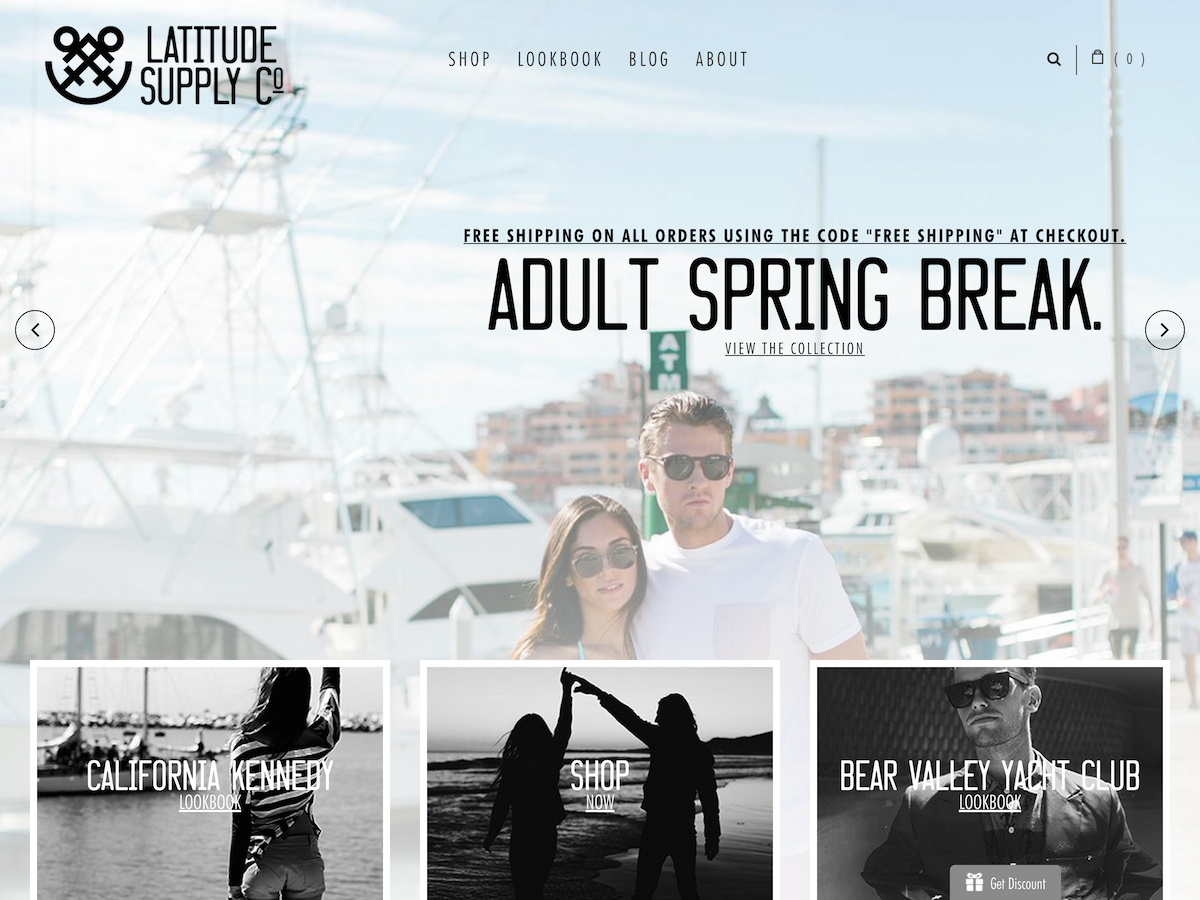 LATITUDE
SUPPLY Cº
SHOP LOOKBOOK BLOG ABOUT
( 0 )
FREE SHIPPING ON ALL ORDERS USING THE CODE "FREE SHIPPING" AT CHECKOUT.
ADULT SPRING BREAK.
VIEW THE COLLECTION
ATM
CALIFORNIA KENNEDY
LOOKBOOK
SHOP
NOW
BEAR VALLEY YACHT CLUB
LOOKBOOK
Get Discount